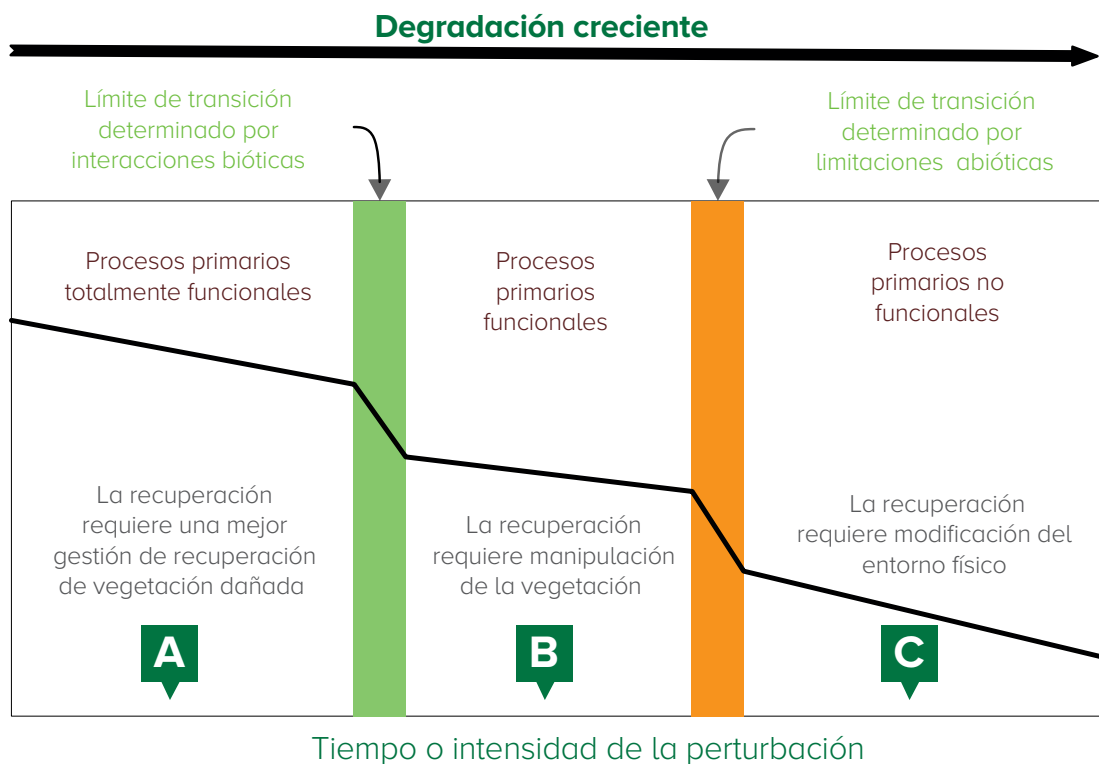 Degradación creciente
Límite de transición
determinado por
interacciones bióticas
Límite de transición
determinado por
limitaciones abióticas
Procesos primarios
totalmente funcionales
Procesos
primarios
funcionales
Procesos
primarios no
funcionales
La recuperación
requiere una mejor
gestión de recuperación
de vegetación dañada
La recuperación
requiere manipulación
de la vegetación
La recuperación
requiere modificación del
entorno físico
A
B
C
Tiempo o intensidad de la perturbación